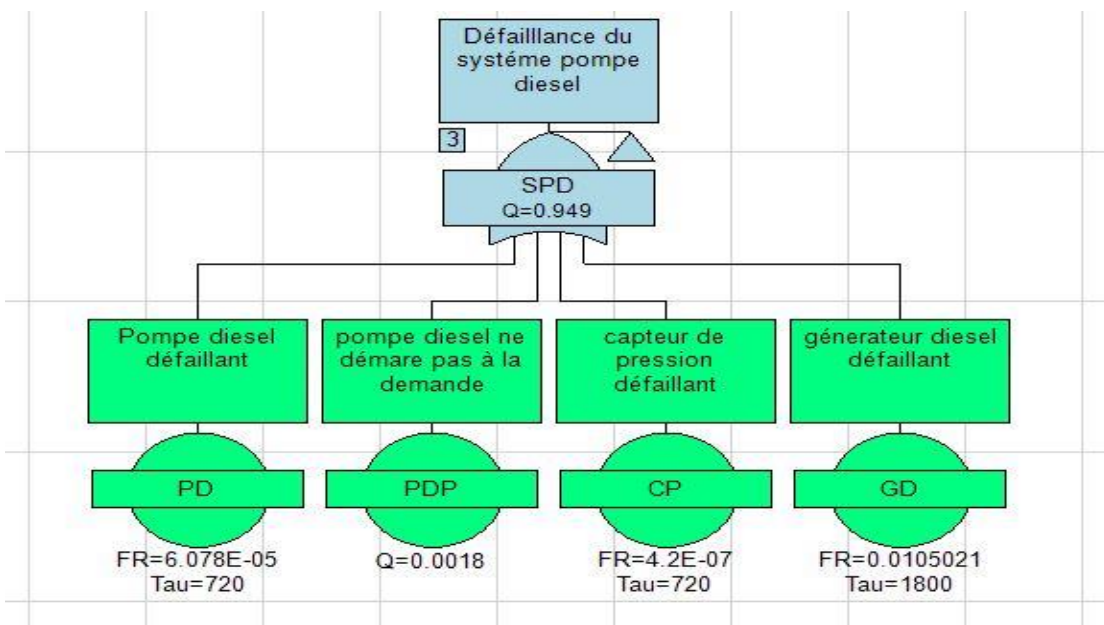 Défailllance du
systéme pompe
diesel
3
SPD
Q=0.949
Pompe diesel
défaillant
pompe diesel ne
démare pas à la
demande
capteur de
pression
défaillant
génerateur diesel
défaillant
PD
PDP
CP
GD
FR=6.078E-05
Tau=720
Q=0.0018
FR=4.2E-07
Tau=720
FR=0.0105021
Tau=1800